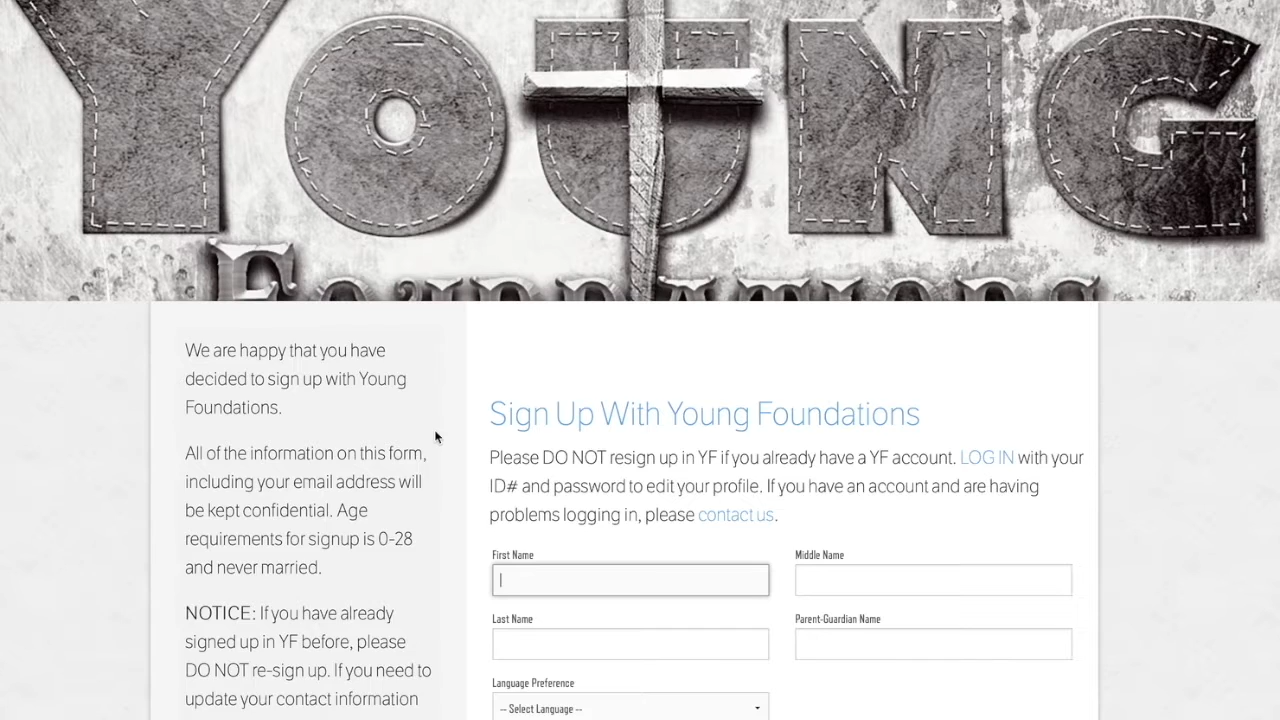 YOUNG
FOUNDATIONS
We are happy that you have
decided to sign up with Young
Foundations.
All of the information on this form,
including your email address will
be kept confidential. Age
requirements for signup is 0-28
and never married.
NOTICE: If you have already
signed up in YF before, please
DO NOT re-sign up. If you need to
update your contact information
Sign Up With Young Foundations
Please DO NOT resign up in YF if you already have a YF account. LOG IN with your
ID# and password to edit your profile. If you have an account and are having
problems logging in, please contact us.
First Name
Middle Name
Last Name
Parent-Guardian Name
Language Preference
-- Select Language --